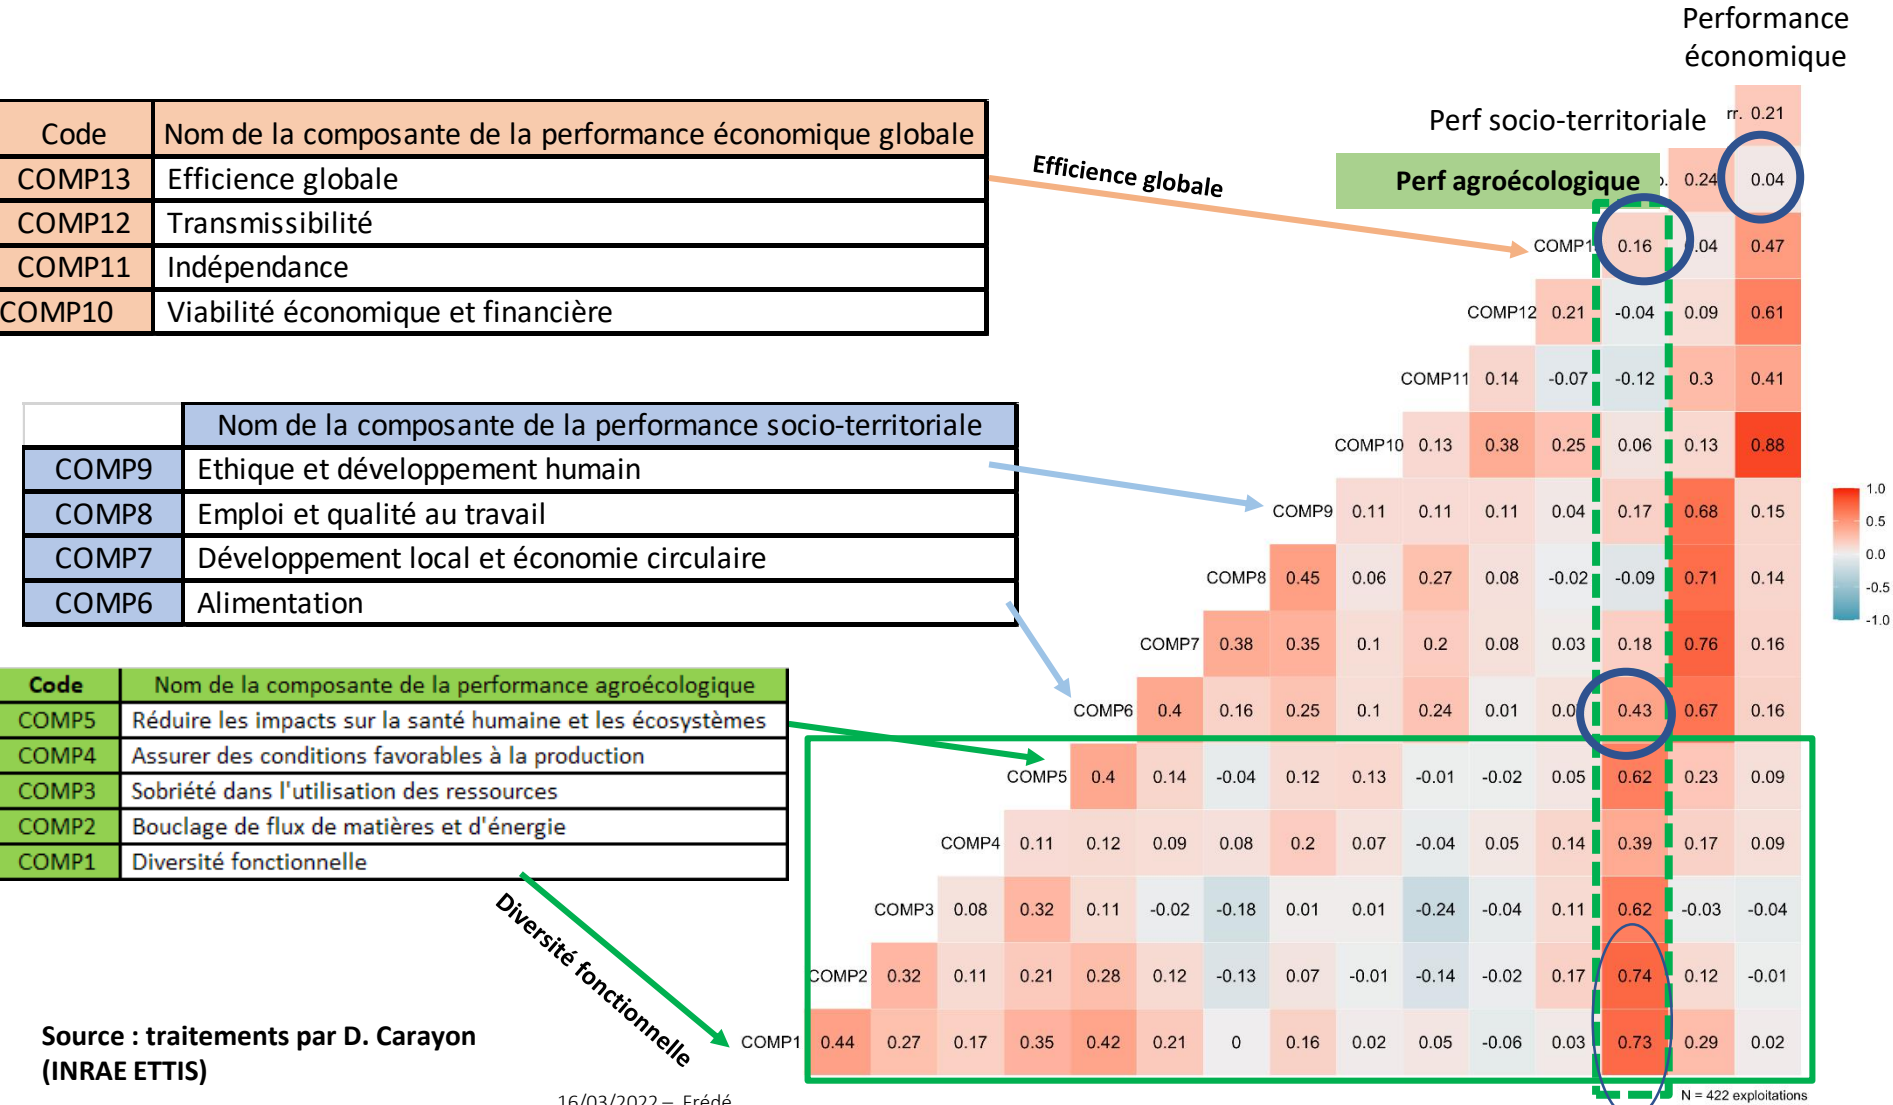 Performance
économique
Perf socio-territoriale
rr. 0.21
Code Nom de la composante de la performance économique globale
COMP13 Efficience globale
COMP12 Transmissibilité
COMP11 Indépendance
COMP10 Viabilité économique et financière
Efficience globale
Perf agroécologique 0.24 0.04
COMP1 0.16 .04 0.47
COMP12 0.21 -0.04 0.09 0.61
COMP11 0.14 -0.07 -0.12 0.3 0.41
COMP10 0.13 0.38 0.25 0.06 0.13 0.88
Nom de la composante de la performance socio-territoriale
COMP9 Ethique et développement humain
COMP8 Emploi et qualité au travail
COMP7 Développement local et économie circulaire
COMP6 Alimentation
COMP9 0.11 0.11 0.11 0.04 0.17 0.68 0.15
COMP8 0.45 0.06 0.27 0.08 -0.02 -0.09 0.71 0.14
COMP7 0.38 0.35 0.1 0.2 0.08 0.03 0.18 0.76 0.16
COMP6 0.4 0.16 0.25 0.1 0.24 0.01 0.43 0.67 0.16
1.0
0.5
0.0
-0.5
-1.0
Code Nom de la composante de la performance agroécologique
COMP5 Réduire les impacts sur la santé humaine et les écosystèmes
COMP4 Assurer des conditions favorables à la production
COMP3 Sobriété dans l'utilisation des ressources
COMP2 Bouclage de flux de matières et d'énergie
COMP1 Diversité fonctionnelle
Diversité fonctionnelle
COMP5 0.4 0.14 -0.04 0.12 0.13 -0.01 -0.02 0.05 0.62 0.23 0.09
COMP4 0.11 0.12 0.09 0.08 0.2 0.07 -0.04 0.05 0.14 0.39 0.17 0.09
COMP3 0.08 0.32 0.11 -0.02 -0.18 0.01 0.01 -0.24 -0.04 0.11 0.62 -0.03 -0.04
COMP2 0.32 0.11 0.21 0.28 0.12 -0.13 0.07 -0.01 -0.14 -0.02 0.17 0.74 0.12 -0.01
COMP1 0.44 0.27 0.17 0.35 0.42 0.21 0 0.16 0.02 0.05 -0.06 0.03 0.73 0.29 0.02
Source : traitements par D. Carayon
(INRAE ETTIS)
16/03/2022 – Frédé
N = 422 exploitations